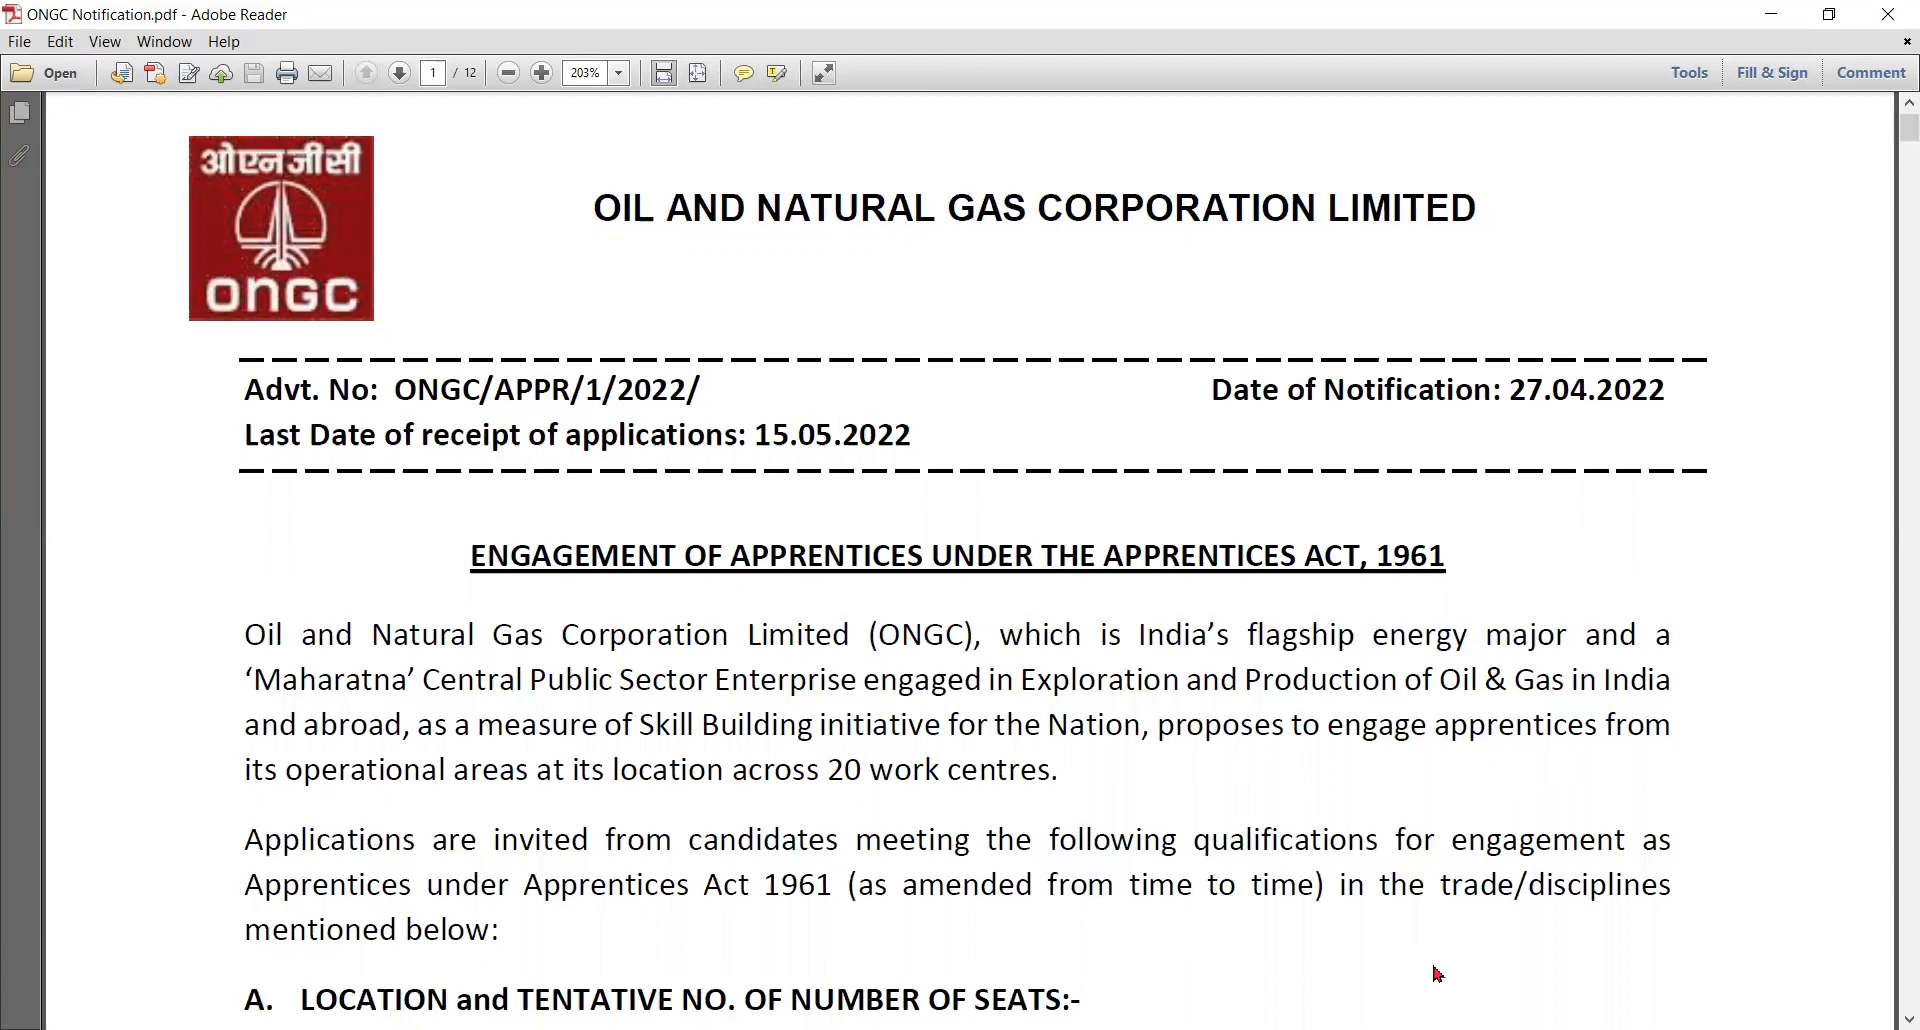 ONGC Notification.pdf - Adobe Reader
File Edit View Window Help
Open 1 / 12 203% Tools Fill & Sign Comment
ओएनजीसी
ONGC
OIL AND NATURAL GAS CORPORATION LIMITED
Advt. No: ONGC/APPR/1/2022/ Date of Notification: 27.04.2022
Last Date of receipt of applications: 15.05.2022
ENGAGEMENT OF APPRENTICES UNDER THE APPRENTICES ACT, 1961
Oil and Natural Gas Corporation Limited (ONGC), which is India’s flagship energy major and a
‘Maharatna’ Central Public Sector Enterprise engaged in Exploration and Production of Oil & Gas in India
and abroad, as a measure of Skill Building initiative for the Nation, proposes to engage apprentices from
its operational areas at its location across 20 work centres.
Applications are invited from candidates meeting the following qualifications for engagement as
Apprentices under Apprentices Act 1961 (as amended from time to time) in the trade/disciplines
mentioned below:
A. LOCATION and TENTATIVE NO. OF NUMBER OF SEATS:-